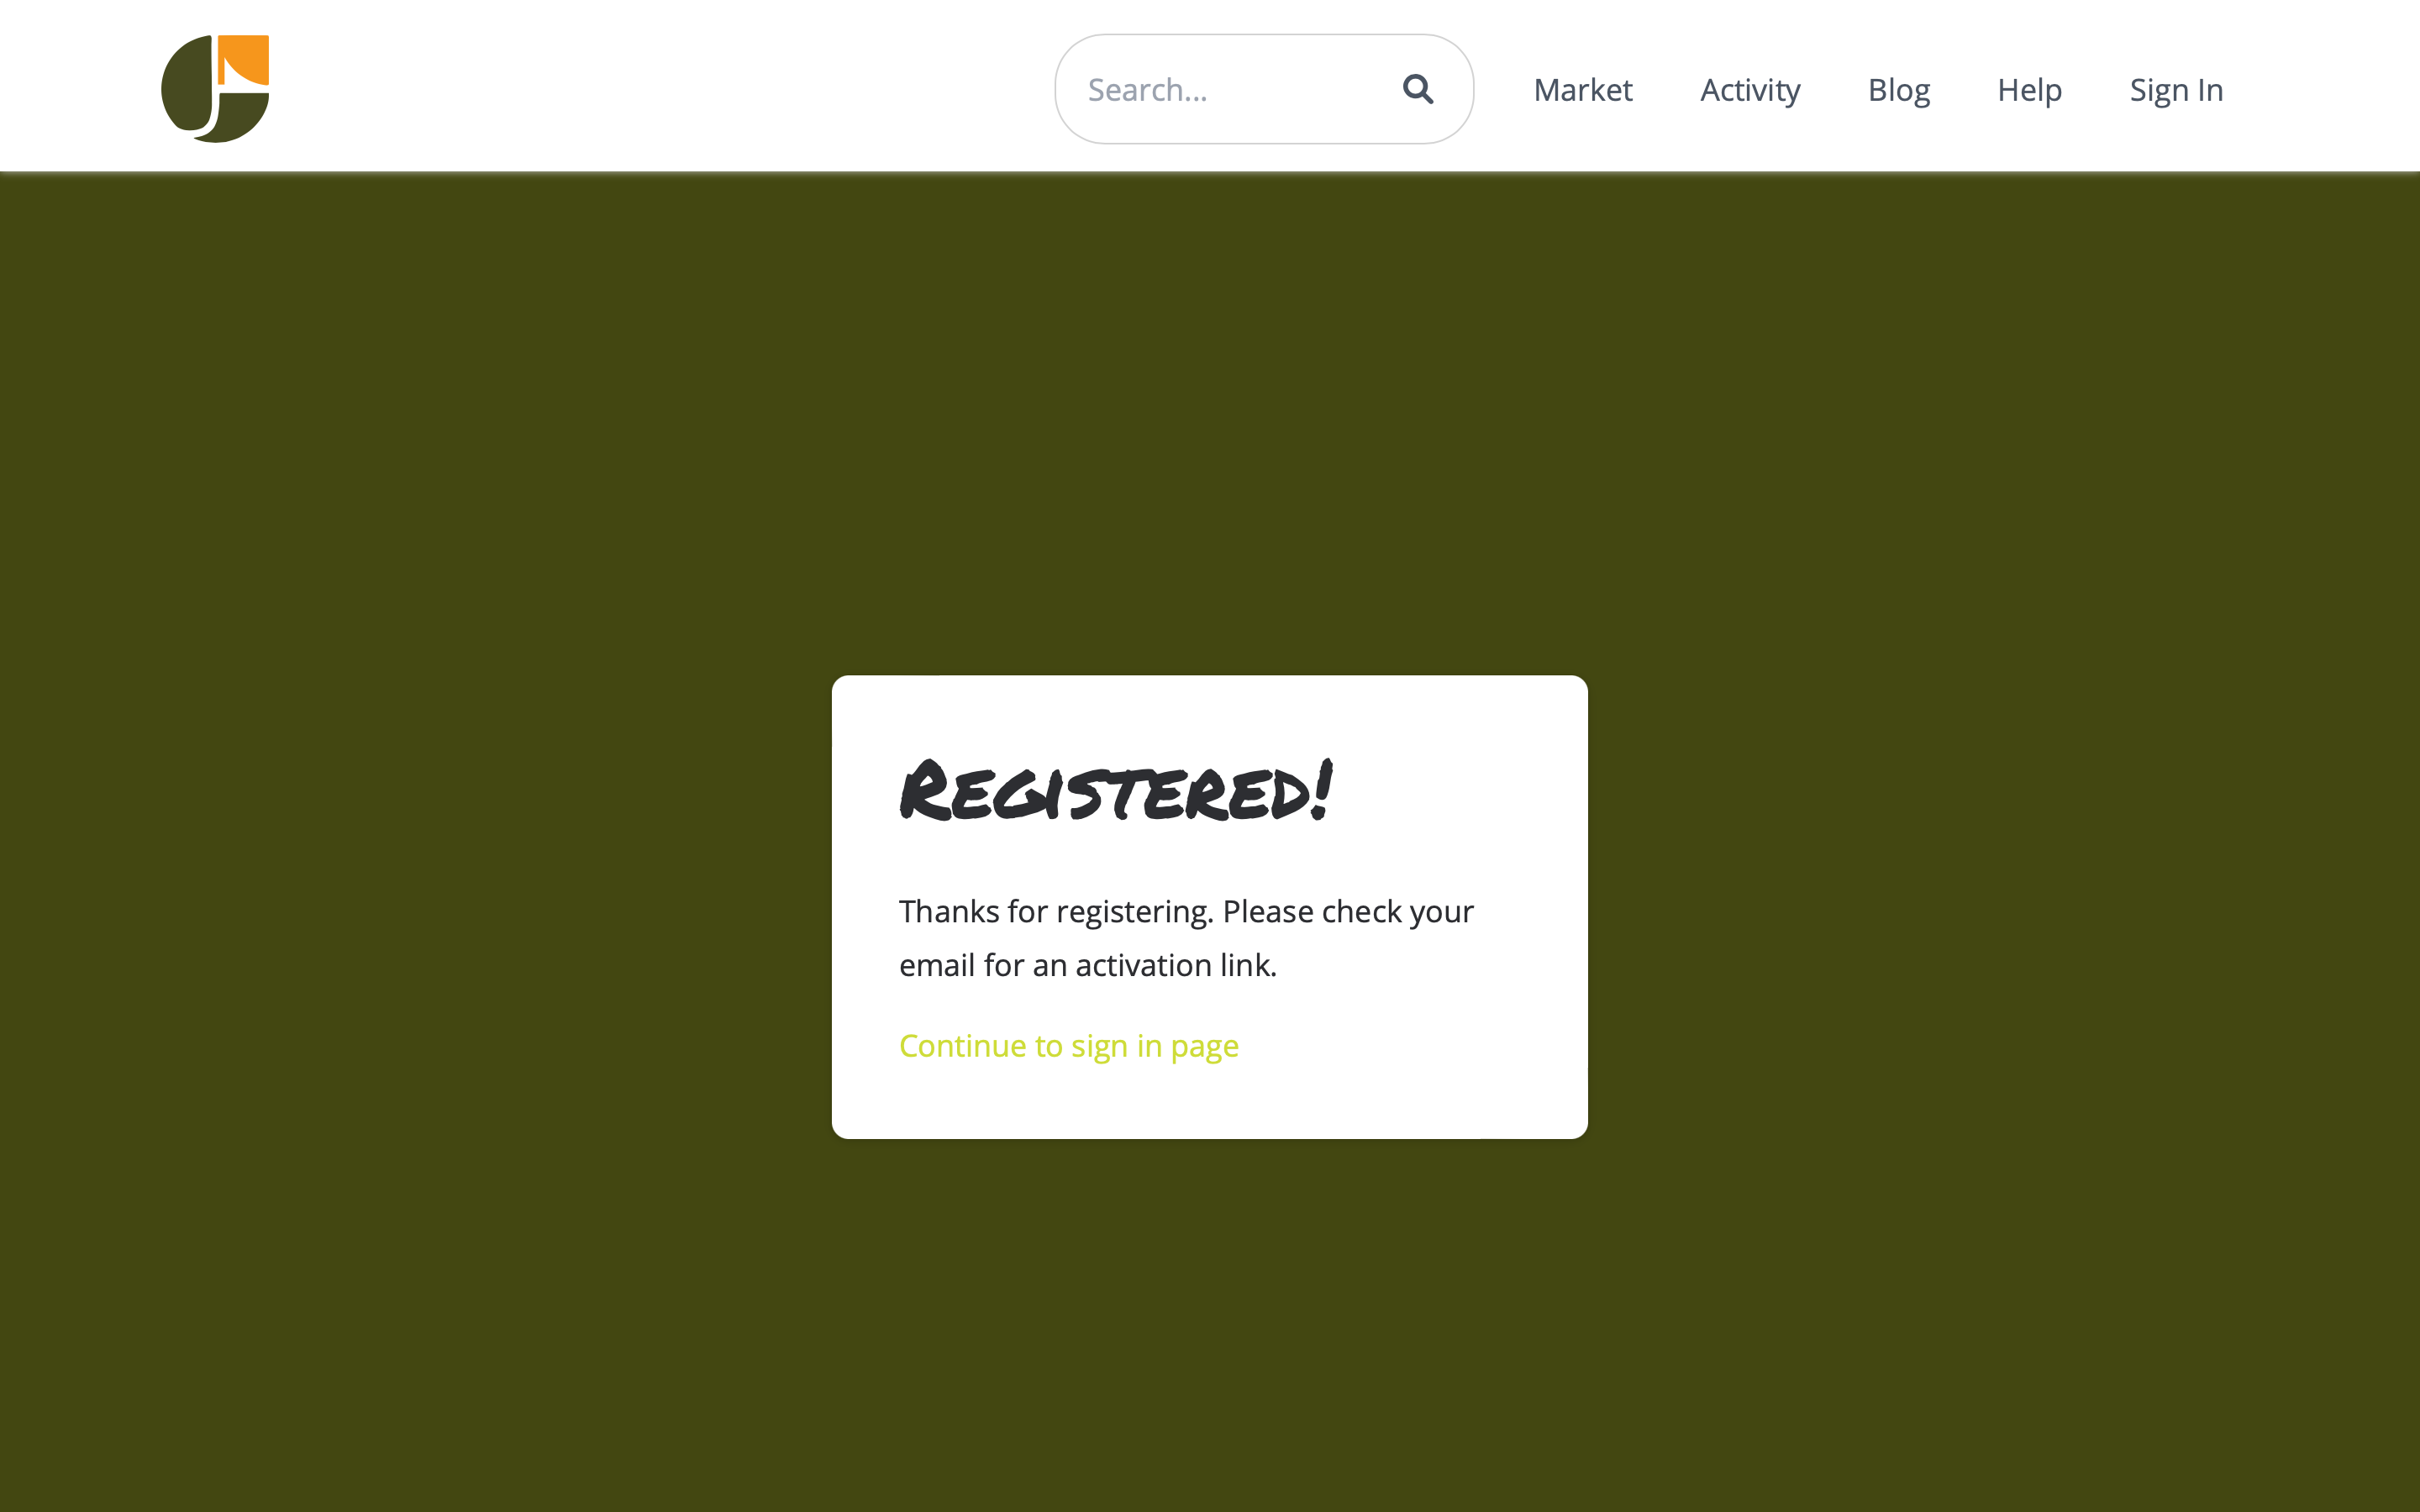 Search...
Market
Activity
Blog
Help
Sign In
Registered!
Thanks for registering. Please check your
email for an activation link.
Continue to sign in page